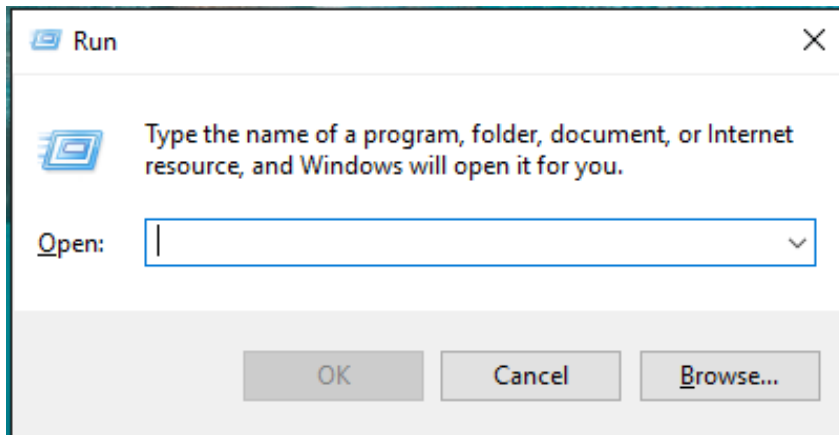 Run
Type the name of a program, folder, document, or Internet
resource, and Windows will open it for you.
Open:
OK Cancel Browse...